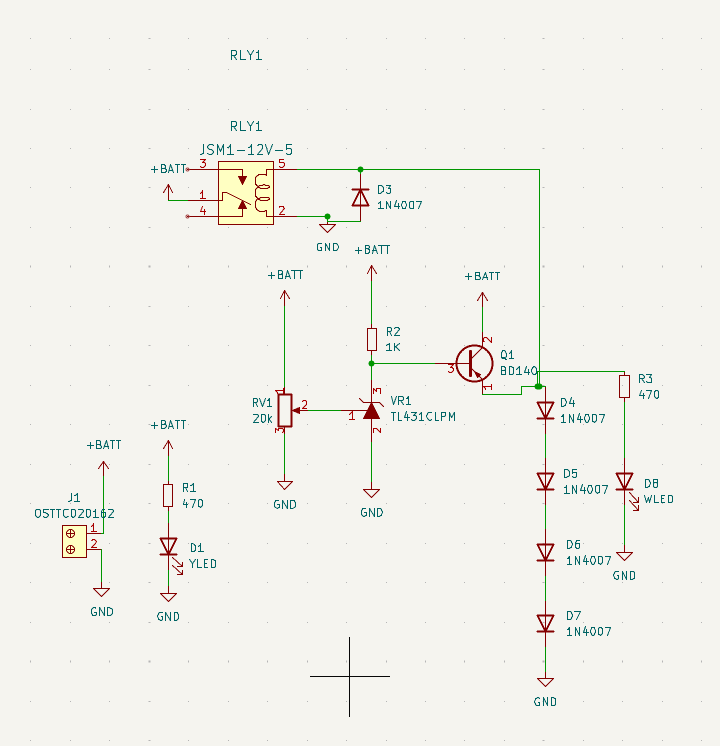 RLY1
RLY1
JSM1-12V-5
+BATT
3
5
1
4
2
D3
1N4007
GND
+BATT
+BATT
+BATT
R2
1K
2
3
Q1
BD140
1
R3
470
RV1
20k
1
2
3
3
1
2
VR1
TL431CLPM
D4
1N4007
GND
GND
D5
1N4007
D8
WLED
GND
+BATT
+BATT
J1
OSTTC020162
1
2
R1
470
D1
YLED
GND
GND
D6
1N4007
D7
1N4007
GND